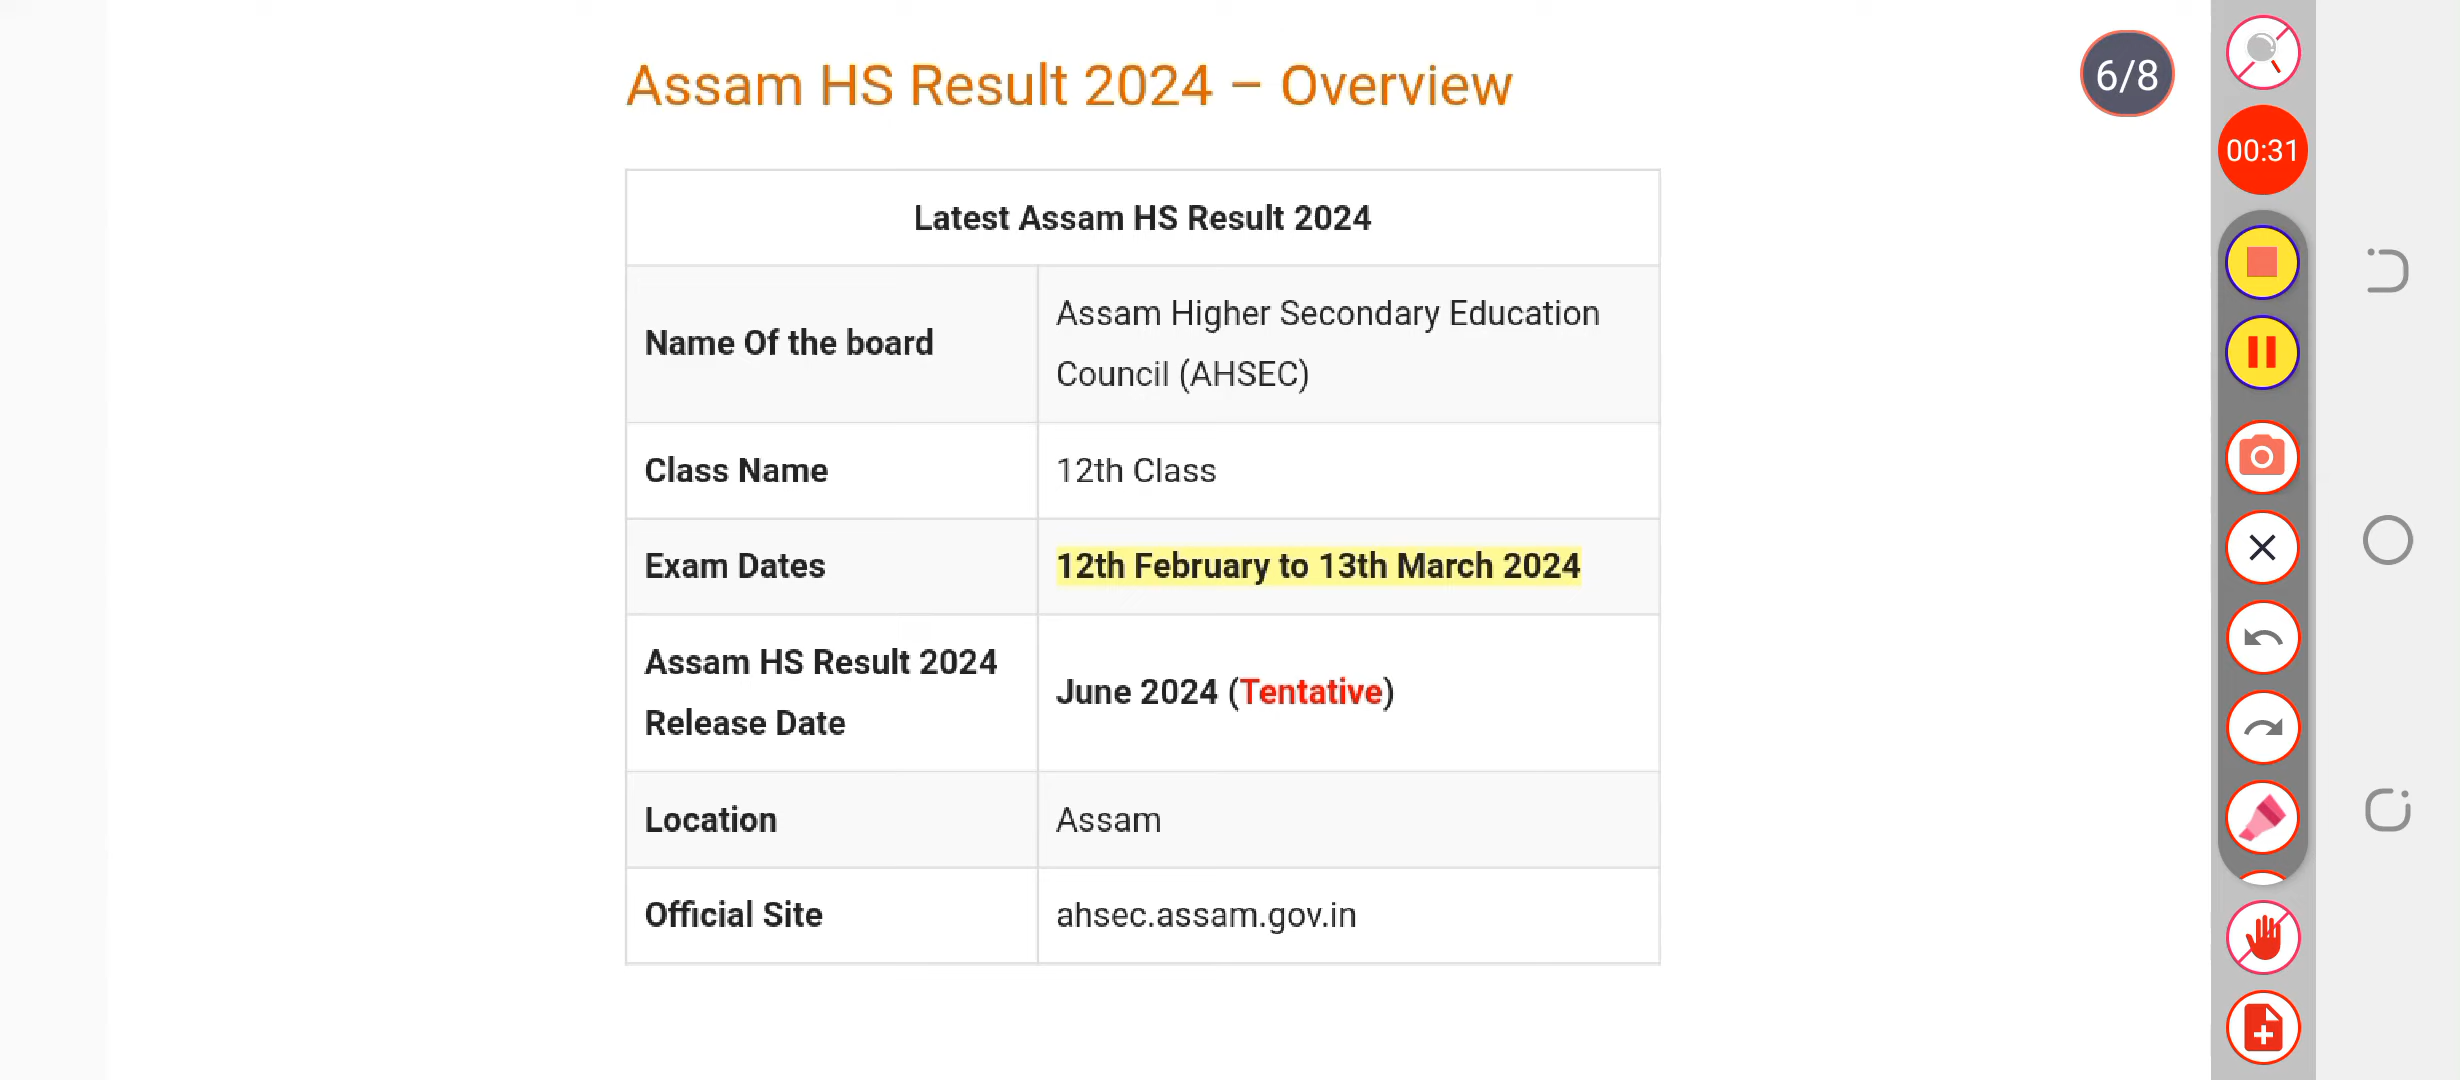 Assam HS Result 2024 – Overview
6/8
00:31
Latest Assam HS Result 2024
Name Of the board
Assam Higher Secondary Education
Council (AHSEC)
Class Name
12th Class
Exam Dates
12th February to 13th March 2024
Assam HS Result 2024
Release Date
June 2024 (Tentative)
Location
Assam
Official Site
ahsec.assam.gov.in